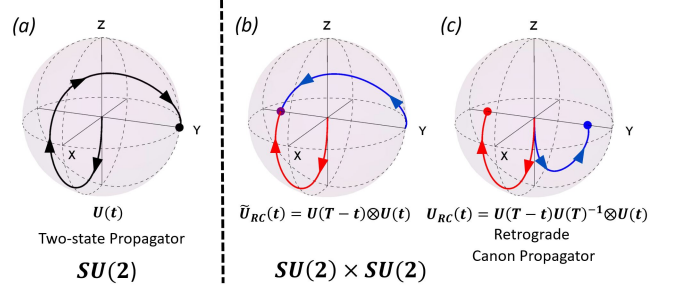 (a)
Z
Y
X
U(t)
Two-state Propagator
SU(2)
(b)
Z
Y
X
Ũ_RC(t) = U(T − t)⊗U(t)
(c)
Z
Y
X
U_RC(t) = U(T − t)U(T)⁻¹⊗U(t)
Retrograde
Canon Propagator
SU(2) × SU(2)